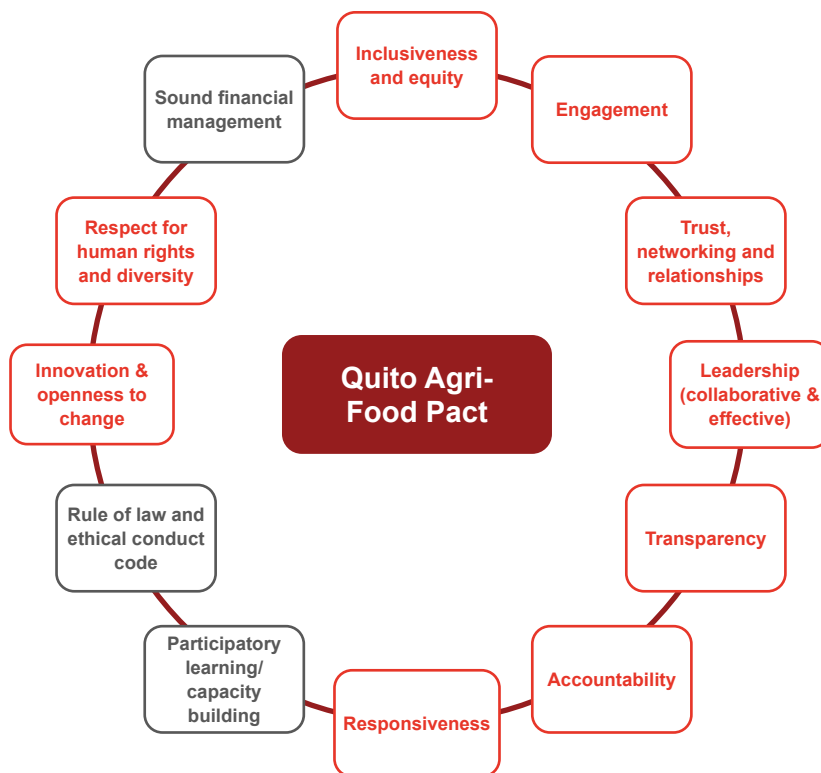 Inclusiveness
and equity
Engagement
Trust,
networking and
relationships
Leadership
(collaborative &
effective)
Transparency
Accountability
Responsiveness
Participatory
learning/
capacity
building
Rule of law and
ethical conduct
code
Innovation &
openness to
change
Respect for
human rights
and diversity
Sound financial
management
Quito Agri-
Food Pact